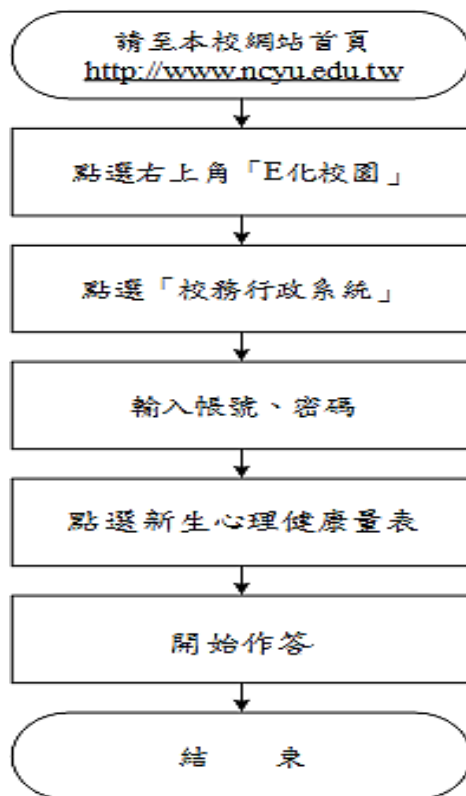 請至本校網站首頁
http://www.ncyu.edu.tw
點選右上角「E化校園」
點選「校務行政系統」
輸入帳號、密碼
點選新生心理健康量表
開始作答
結　　束